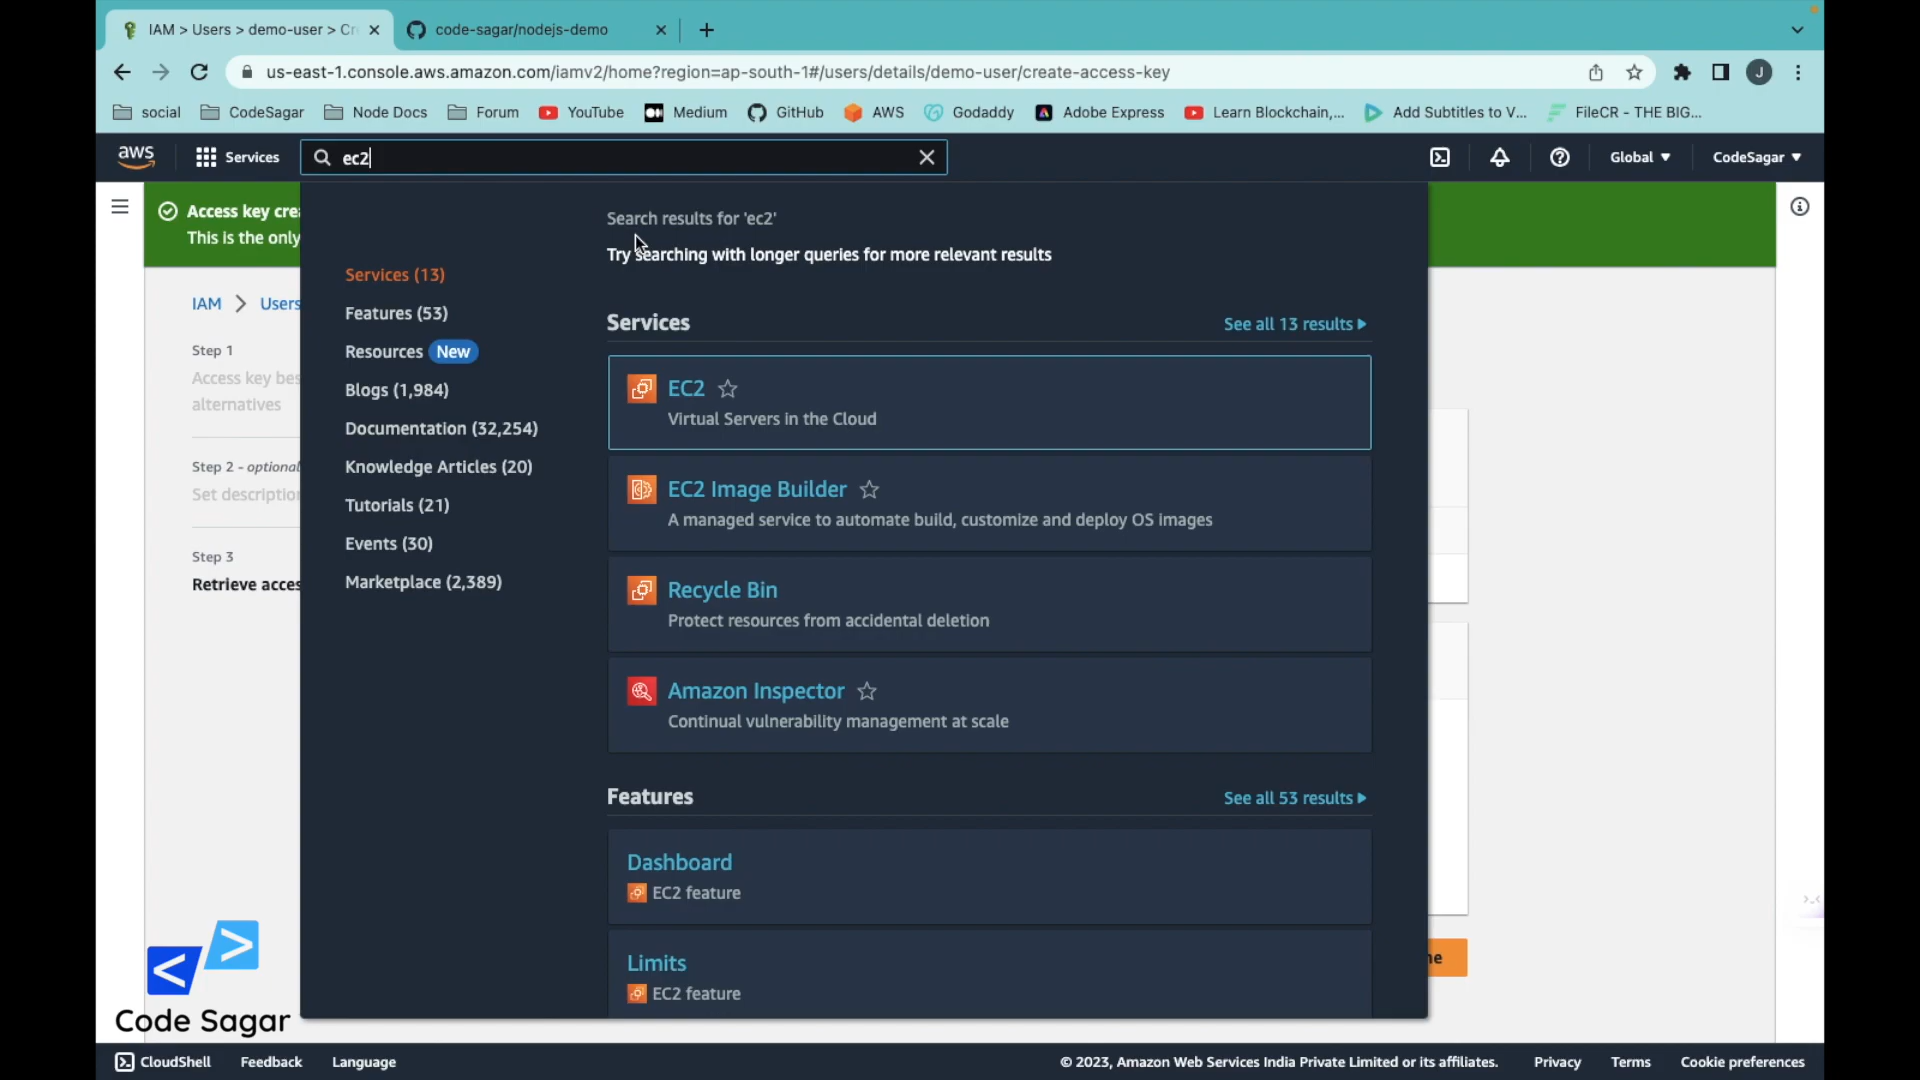 IAM > Users > demo-user > Cr
code-sagar/nodejs-demo
us-east-1.console.aws.amazon.com/iamv2/home?region=ap-south-1#/users/details/demo-user/create-access-key
J
social
CodeSagar
Node Docs
Forum
YouTube
Medium
GitHub
AWS
Godaddy
Adobe Express
Learn Blockchain,...
Add Subtitles to V...
FileCR - THE BIG...
aws
Services
ec2
Global
CodeSagar
Access key cre
This is the only
IAM > Users
Step 1
Access key bes
alternatives
Step 2 - optional
Set description
Step 3
Retrieve acces
Services (13)
Features (53)
Resources New
Blogs (1,984)
Documentation (32,254)
Knowledge Articles (20)
Tutorials (21)
Events (30)
Marketplace (2,389)
Search results for 'ec2'
Try searching with longer queries for more relevant results
Services
See all 13 results
EC2
Virtual Servers in the Cloud
EC2 Image Builder
A managed service to automate build, customize and deploy OS images
Recycle Bin
Protect resources from accidental deletion
Amazon Inspector
Continual vulnerability management at scale
Features
See all 53 results
Dashboard
EC2 feature
Limits
EC2 feature
ne
Code Sagar
CloudShell
Feedback
Language
© 2023, Amazon Web Services India Private Limited or its affiliates.
Privacy
Terms
Cookie preferences